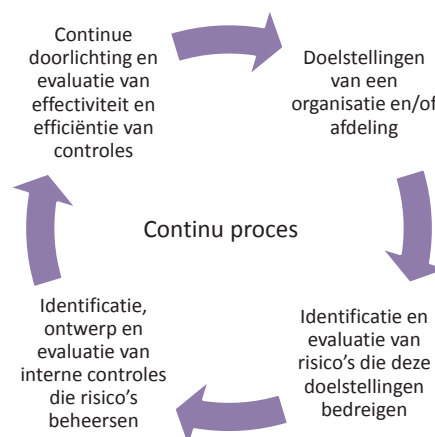 Continue
doorlichting en
evaluatie van
effectiviteit en
efficiëntie van
controles
Doelstellingen
van een
organisatie en/of
afdeling
Continu proces
Identificatie,
ontwerp en
evaluatie van
interne controles
die risico's
beheersen
Identificatie en
evaluatie van
risico's die deze
doelstellingen
bedreigen